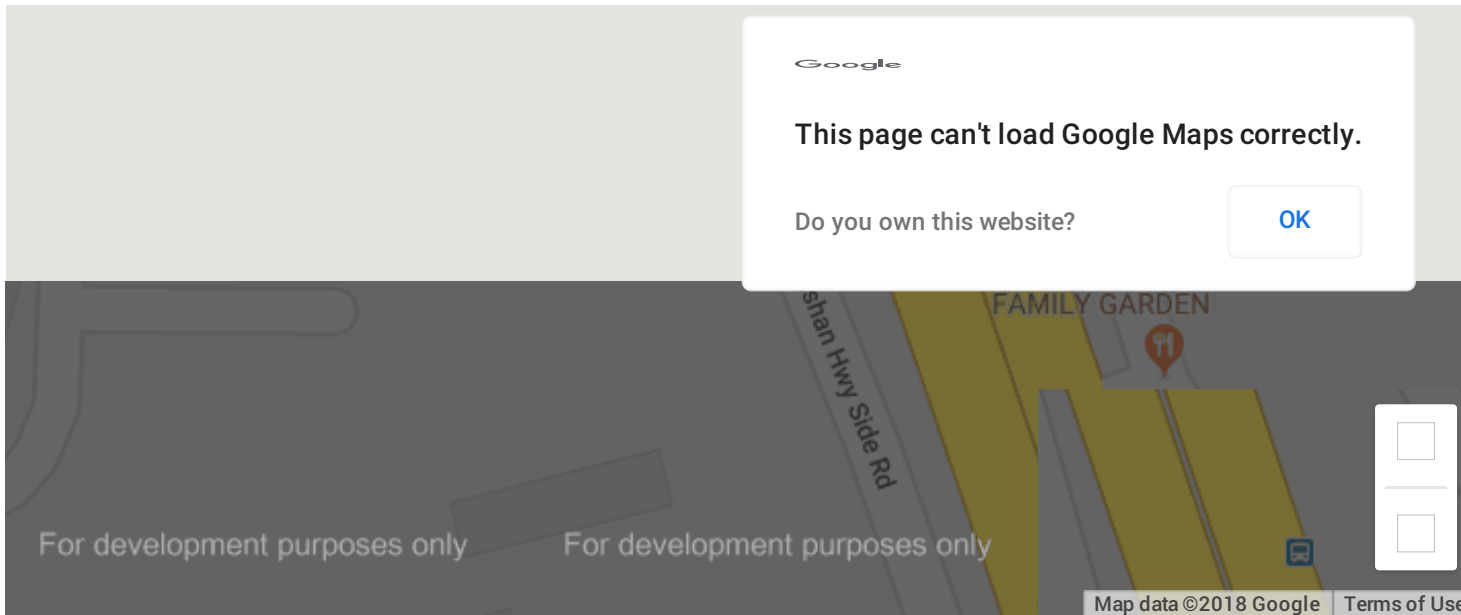 Google
This page can't load Google Maps correctly.
Do you own this website?
OK
FAMILY GARDEN
Hwy Side Rd
For development purposes only
For development purposes only
Map data ©2018 Google
Terms of Use